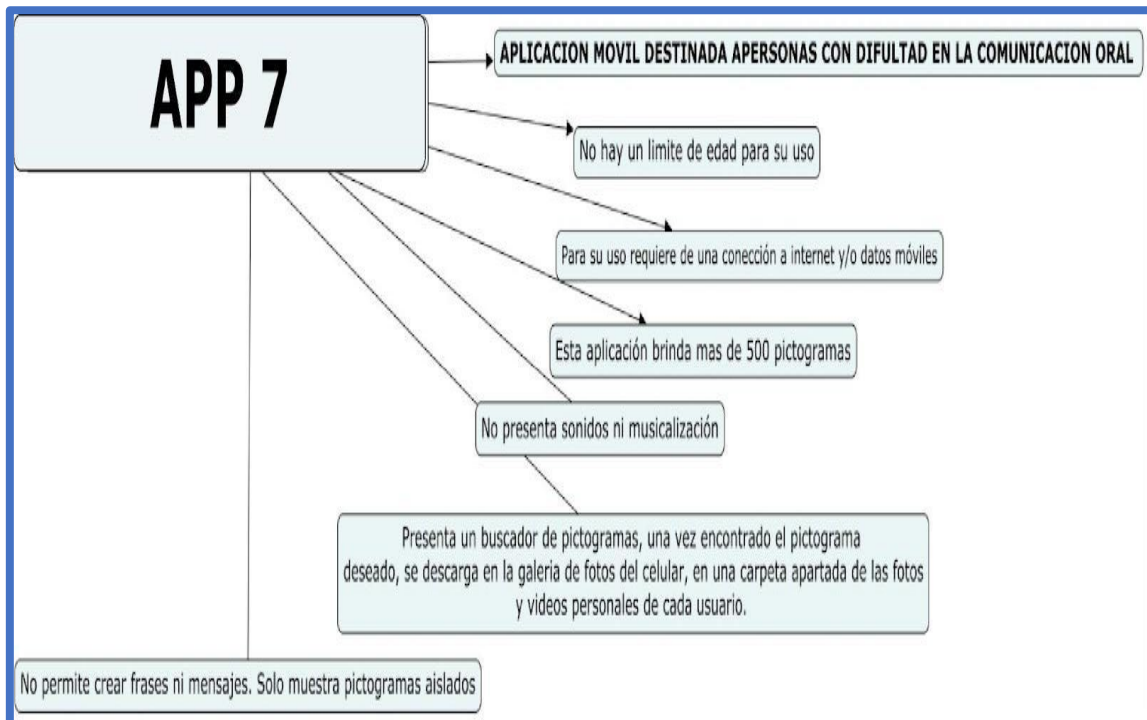 APP 7
APLICACION MOVIL DESTINADA APERSONAS CON DIFULTAD EN LA COMUNICACION ORAL
No hay un limite de edad para su uso
Para su uso requiere de una conección a internet y/o datos móviles
Esta aplicación brinda mas de 500 pictogramas
No presenta sonidos ni musicalización
Presenta un buscador de pictogramas, una vez encontrado el pictograma
deseado, se descarga en la galeria de fotos del celular, en una carpeta apartada de las fotos
y videos personales de cada usuario.
No permite crear frases ni mensajes. Solo muestra pictogramas aislados